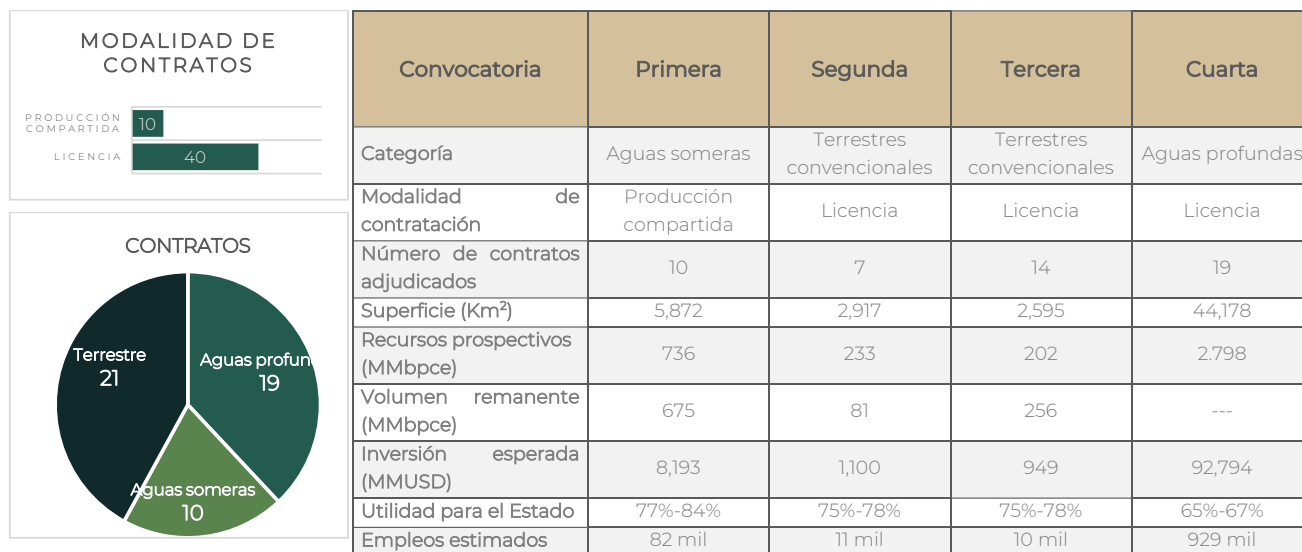 MODALIDAD DE
CONTRATOS
PRODUCCIÓN
COMPARTIDA
10
LICENCIA
40
CONTRATOS
Terrestre
21
Aguas profun
19
Aguas someras
10
Convocatoria Primera Segunda Tercera Cuarta
Categoría Aguas someras Terrestres convencionales Terrestres convencionales Aguas profundas
Modalidad de contratación Producción compartida Licencia Licencia Licencia
Número de contratos adjudicados 10 7 14 19
Superficie (Km²) 5,872 2,917 2,595 44,178
Recursos prospectivos (MMbpce) 736 233 202 2.798
Volumen remanente (MMbpce) 675 81 256 ---
Inversión esperada (MMUSD) 8,193 1,100 949 92,794
Utilidad para el Estado 77%-84% 75%-78% 75%-78% 65%-67%
Empleos estimados 82 mil 11 mil 10 mil 929 mil